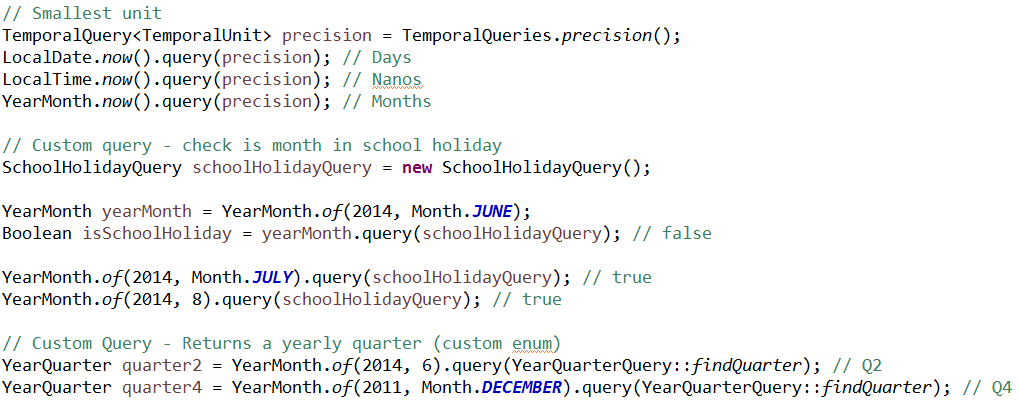 // Smallest unit
TemporalQuery<TemporalUnit> precision = TemporalQueries.precision();
LocalDate.now().query(precision); // Days
LocalTime.now().query(precision); // Nanos
YearMonth.now().query(precision); // Months
// Custom query - check is month in school holiday
SchoolHolidayQuery schoolHolidayQuery = new SchoolHolidayQuery();
YearMonth yearMonth = YearMonth.of(2014, Month.JUNE);
Boolean isSchoolHoliday = yearMonth.query(schoolHolidayQuery); // false
YearMonth.of(2014, Month.JULY).query(schoolHolidayQuery); // true
YearMonth.of(2014, 8).query(schoolHolidayQuery); // true
// Custom Query - Returns a yearly quarter (custom enum)
YearQuarter quarter2 = YearMonth.of(2014, 6).query(YearQuarterQuery::findQuarter); // Q2
YearQuarter quarter4 = YearMonth.of(2011, Month.DECEMBER).query(YearQuarterQuery::findQuarter); // Q4